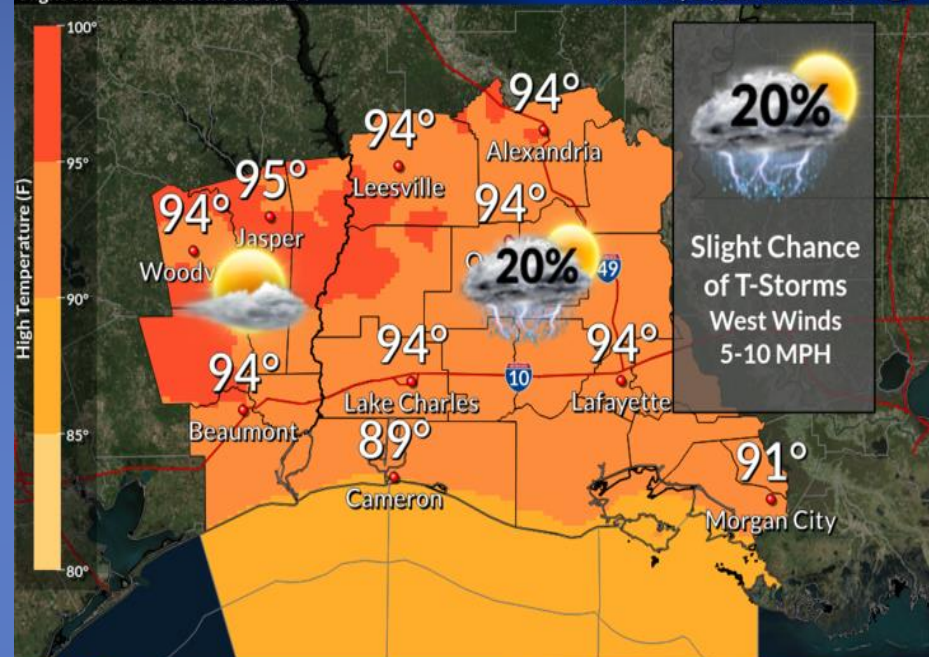 100°
95°
90°
85°
80°
High Temperature (F)
94°
Alexandria
94°
Leesville
95°
Jasper
94°
94°
20%
49
94°
Beaumont
94°
Lake Charles
10
94°
Lafayette
89°
Cameron
91°
Morgan City
20%
Slight Chance
of T-Storms
West Winds
5-10 MPH